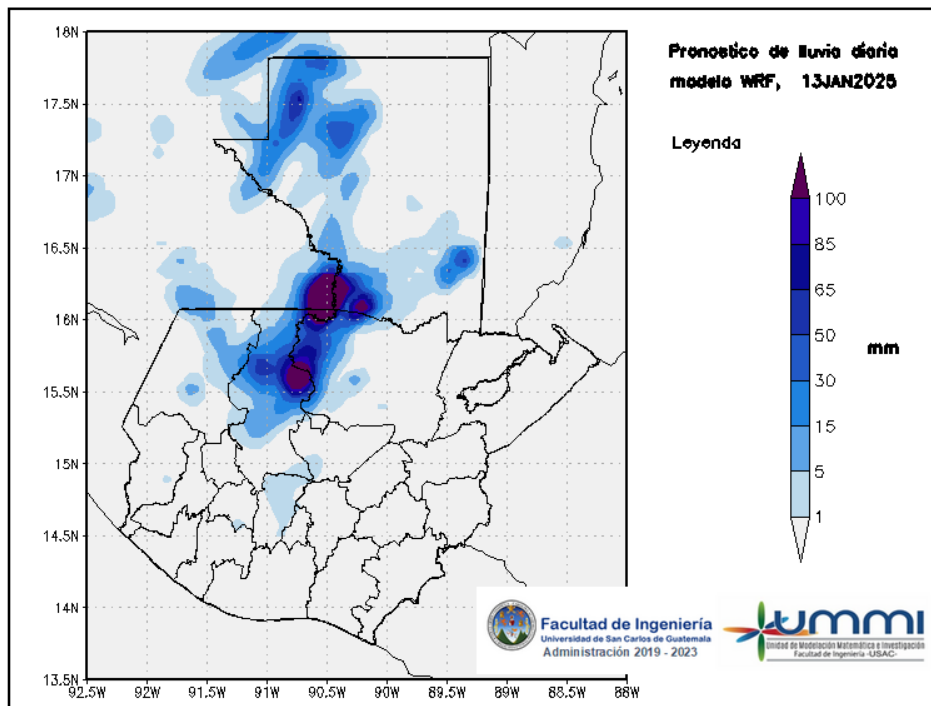 Pronostico de lluvia diaria
modelo WRF, 13JAN2025
Leyenda
100
85
65
50
30
15
5
1
mm
18N
17.5N
17N
16.5N
16N
15.5N
15N
14.5N
14N
13.5N
92.5W
92W
91.5W
91W
90.5W
90W
89.5W
89W
88.5W
88W
Facultad de Ingeniería
Universidad de San Carlos de Guatemala
Administración 2019 - 2023
ummi
Unidad de Modelación Matemática e Investigación
Facultad de Ingeniería -USAC-